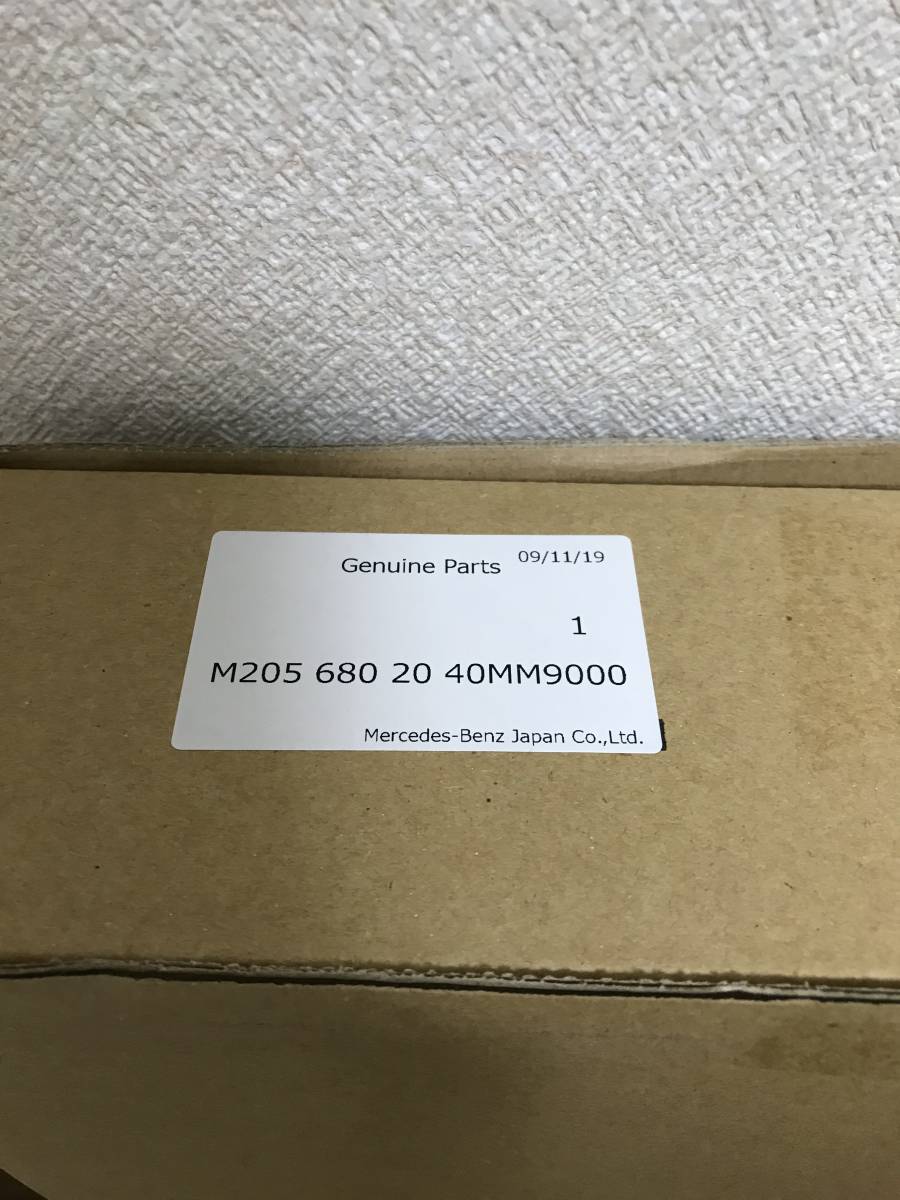 Genuine Parts 09/11/19
1
M205 680 20 40MM9000
Mercedes-Benz Japan Co.,Ltd.